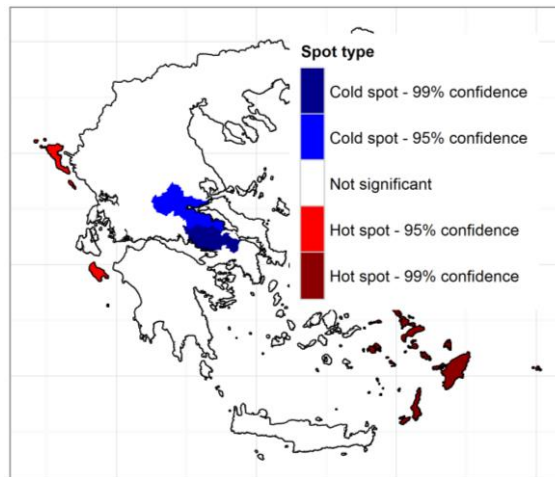 Spot type
Cold spot - 99% confidence
Cold spot - 95% confidence
Not significant
Hot spot - 95% confidence
Hot spot - 99% confidence